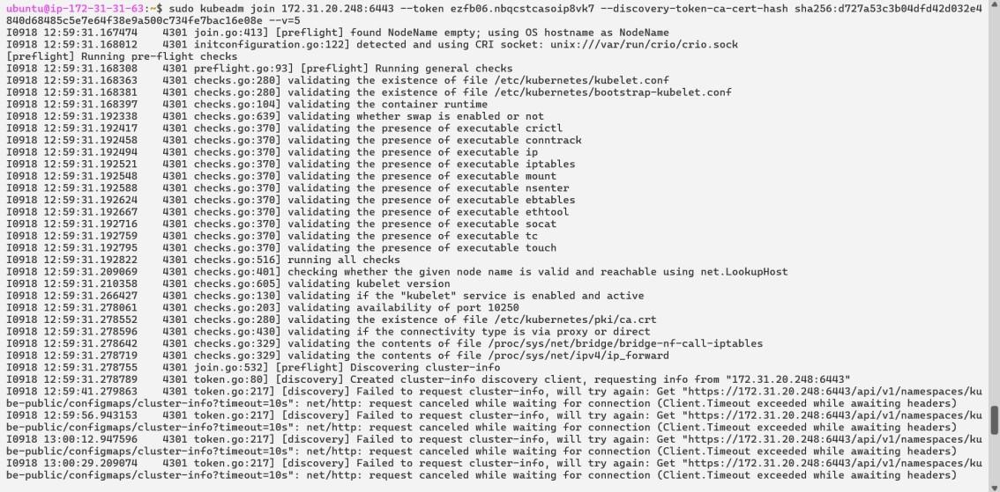 ubuntu@ip-172-31-31-63:~$ sudo kubeadm join 172.31.20.248:6443 --token ezfb06.nbqcstcasoip8vk7 --discovery-token-ca-cert-hash sha256:d727a53c3b04dfd42d032e4
840d68485c5e7e64f38e9a500c734fe7bac16e08e --v=5
I0918 12:59:31.167474    4301 join.go:413] [preflight] found NodeName empty; using OS hostname as NodeName
I0918 12:59:31.168012    4301 initconfiguration.go:122] detected and using CRI socket: unix:///var/run/crio/crio.sock
[preflight] Running pre-flight checks
I0918 12:59:31.168308    4301 preflight.go:93] [preflight] Running general checks
I0918 12:59:31.168363    4301 checks.go:280] validating the existence of file /etc/kubernetes/kubelet.conf
I0918 12:59:31.168381    4301 checks.go:280] validating the existence of file /etc/kubernetes/bootstrap-kubelet.conf
I0918 12:59:31.168397    4301 checks.go:104] validating the container runtime
I0918 12:59:31.192338    4301 checks.go:639] validating whether swap is enabled or not
I0918 12:59:31.192417    4301 checks.go:370] validating the presence of executable crictl
I0918 12:59:31.192458    4301 checks.go:370] validating the presence of executable conntrack
I0918 12:59:31.192494    4301 checks.go:370] validating the presence of executable ip
I0918 12:59:31.192521    4301 checks.go:370] validating the presence of executable iptables
I0918 12:59:31.192548    4301 checks.go:370] validating the presence of executable mount
I0918 12:59:31.192588    4301 checks.go:370] validating the presence of executable nsenter
I0918 12:59:31.192624    4301 checks.go:370] validating the presence of executable ebtables
I0918 12:59:31.192667    4301 checks.go:370] validating the presence of executable ethtool
I0918 12:59:31.192716    4301 checks.go:370] validating the presence of executable socat
I0918 12:59:31.192759    4301 checks.go:370] validating the presence of executable tc
I0918 12:59:31.192795    4301 checks.go:370] validating the presence of executable touch
I0918 12:59:31.192822    4301 checks.go:516] running all checks
I0918 12:59:31.209069    4301 checks.go:401] checking whether the given node name is valid and reachable using net.LookupHost
I0918 12:59:31.210358    4301 checks.go:605] validating kubelet version
I0918 12:59:31.266427    4301 checks.go:130] validating if the "kubelet" service is enabled and active
I0918 12:59:31.278061    4301 checks.go:203] validating availability of port 10250
I0918 12:59:31.278552    4301 checks.go:280] validating the existence of file /etc/kubernetes/pki/ca.crt
I0918 12:59:31.278596    4301 checks.go:430] validating if the connectivity type is via proxy or direct
I0918 12:59:31.278642    4301 checks.go:329] validating the contents of file /proc/sys/net/bridge/bridge-nf-call-iptables
I0918 12:59:31.278719    4301 checks.go:329] validating the contents of file /proc/sys/net/ipv4/ip_forward
I0918 12:59:31.278755    4301 join.go:532] [preflight] Discovering cluster-info
I0918 12:59:31.278789    4301 token.go:80] [discovery] Created cluster-info discovery client, requesting info from "172.31.20.248:6443"
I0918 12:59:41.279863    4301 token.go:217] [discovery] Failed to request cluster-info, will try again: Get "https://172.31.20.248:6443/api/v1/namespaces/ku
be-public/configmaps/cluster-info?timeout=10s": net/http: request canceled while waiting for connection (Client.Timeout exceeded while awaiting headers)
I0918 12:59:56.943153    4301 token.go:217] [discovery] Failed to request cluster-info, will try again: Get "https://172.31.20.248:6443/api/v1/namespaces/ku
be-public/configmaps/cluster-info?timeout=10s": net/http: request canceled while waiting for connection (Client.Timeout exceeded while awaiting headers)
I0918 13:00:12.947596    4301 token.go:217] [discovery] Failed to request cluster-info, will try again: Get "https://172.31.20.248:6443/api/v1/namespaces/ku
be-public/configmaps/cluster-info?timeout=10s": net/http: request canceled while waiting for connection (Client.Timeout exceeded while awaiting headers)
I0918 13:00:29.209074    4301 token.go:217] [discovery] Failed to request cluster-info, will try again: Get "https://172.31.20.248:6443/api/v1/namespaces/ku
be-public/configmaps/cluster-info?timeout=10s": net/http: request canceled while waiting for connection (Client.Timeout exceeded while awaiting headers)